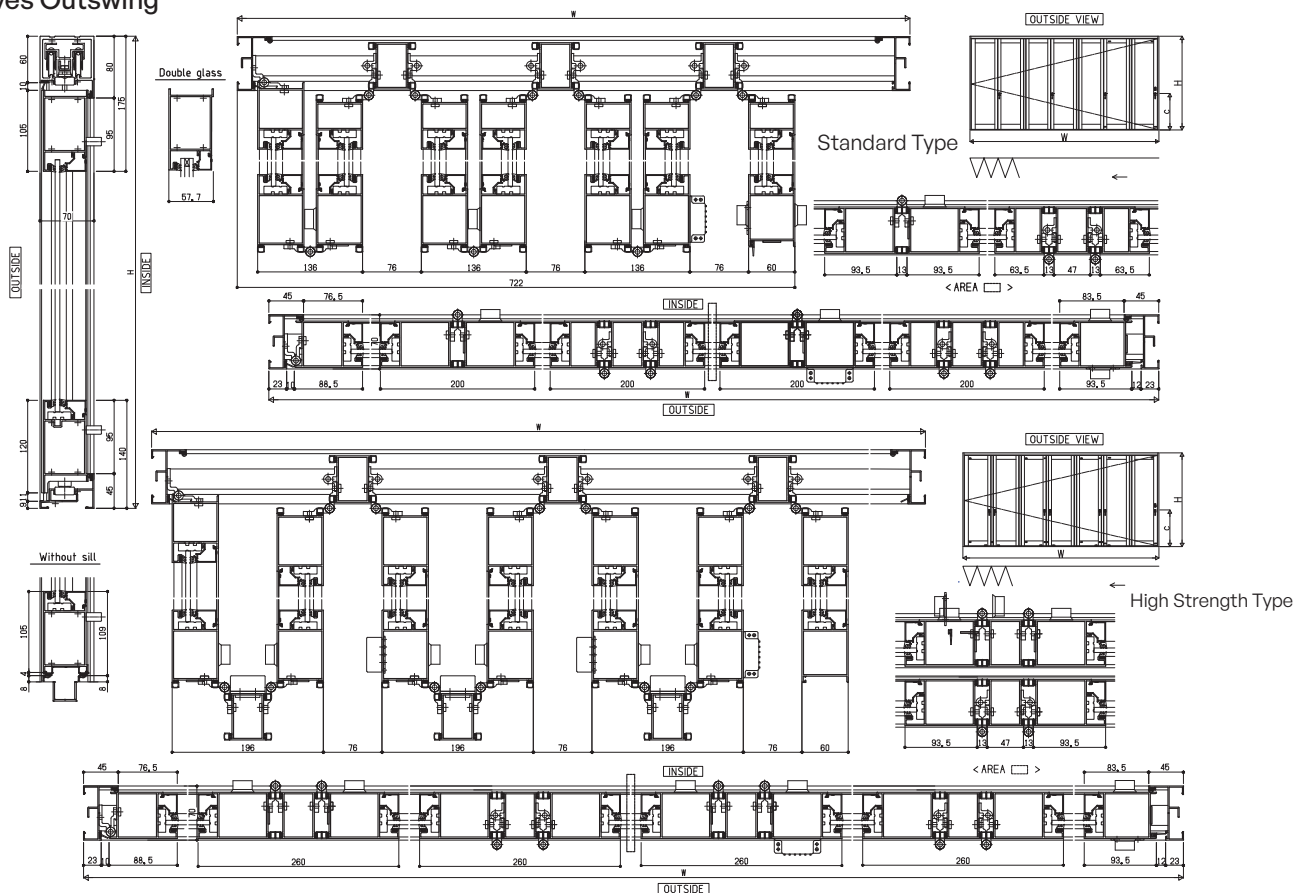 yes Outswing
W
OUTSIDE VIEW
60
10
105
80
175
95
Double glass
57,7
70
OUTSIDE
H
INSIDE
Standard Type
H
C
W
136
76
136
76
136
76
60
722
93,5
13
93,5
63,5
13
47
13
63,5
< AREA >
45
76,5
INSIDE
83,5
45
70
23
10
88,5
200
200
200
200
93,5
12
23
W
OUTSIDE
120
95
140
45
11
9
W
OUTSIDE VIEW
H
C
W
High Strength Type
Without sill
105
109
4
8
8
196
76
196
76
196
76
60
93,5
13
47
13
93,5
< AREA >
45
76,5
INSIDE
83,5
45
70
23
10
88,5
260
260
260
260
93,5
12
23
W
OUTSIDE